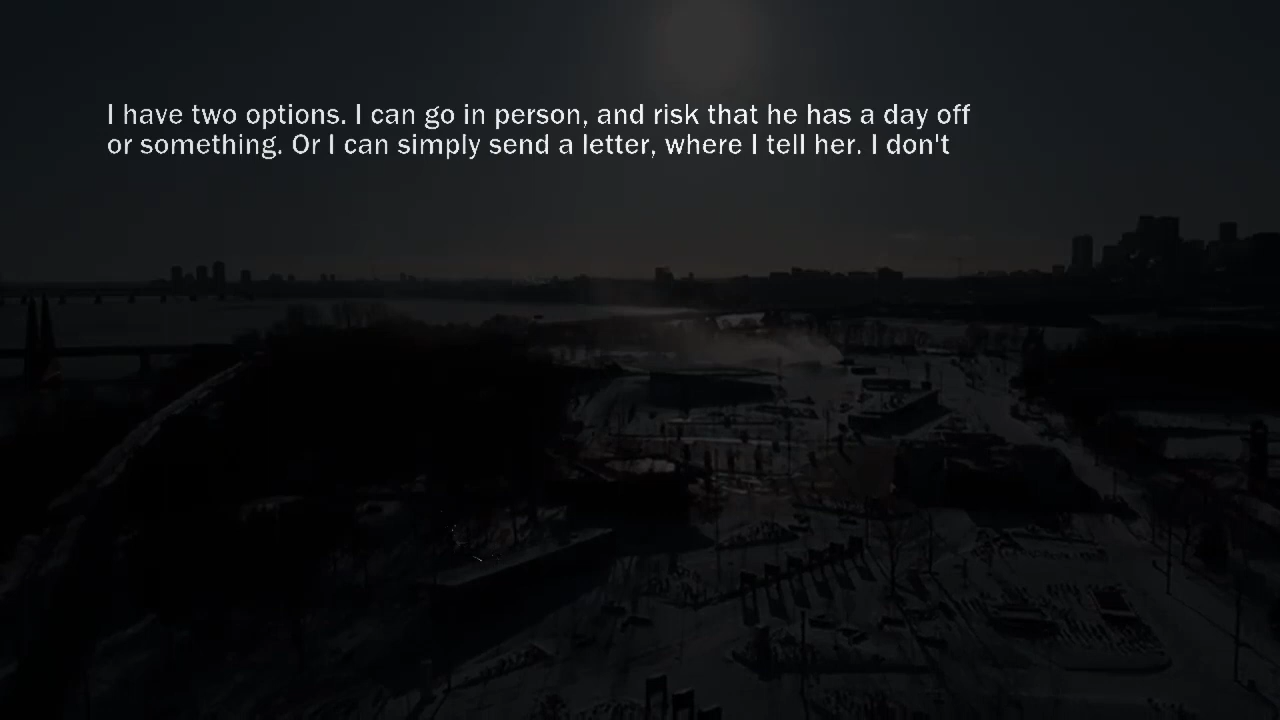 I have two options. I can go in person, and risk that he has a day off
or something. Or I can simply send a letter, where I tell her. I don't